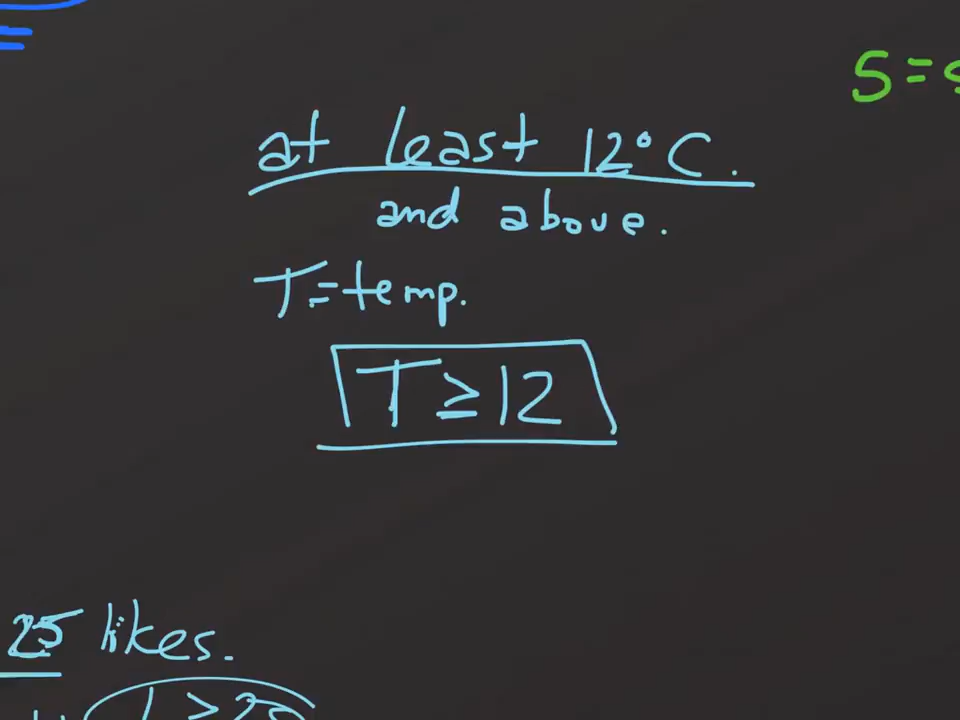 S =
at least 12°C.
and above.
T = temp.
T ≥ 12
25 likes.